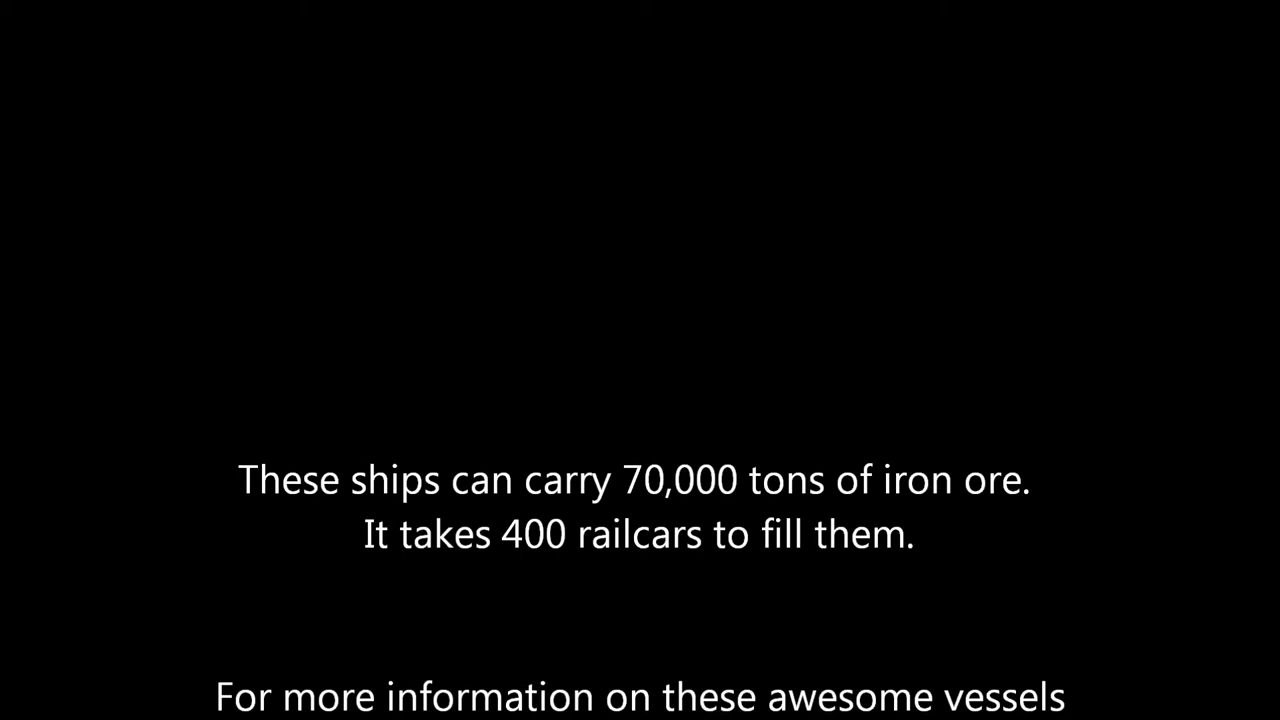 These ships can carry 70,000 tons of iron ore.
It takes 400 railcars to fill them.
For more information on these awesome vessels